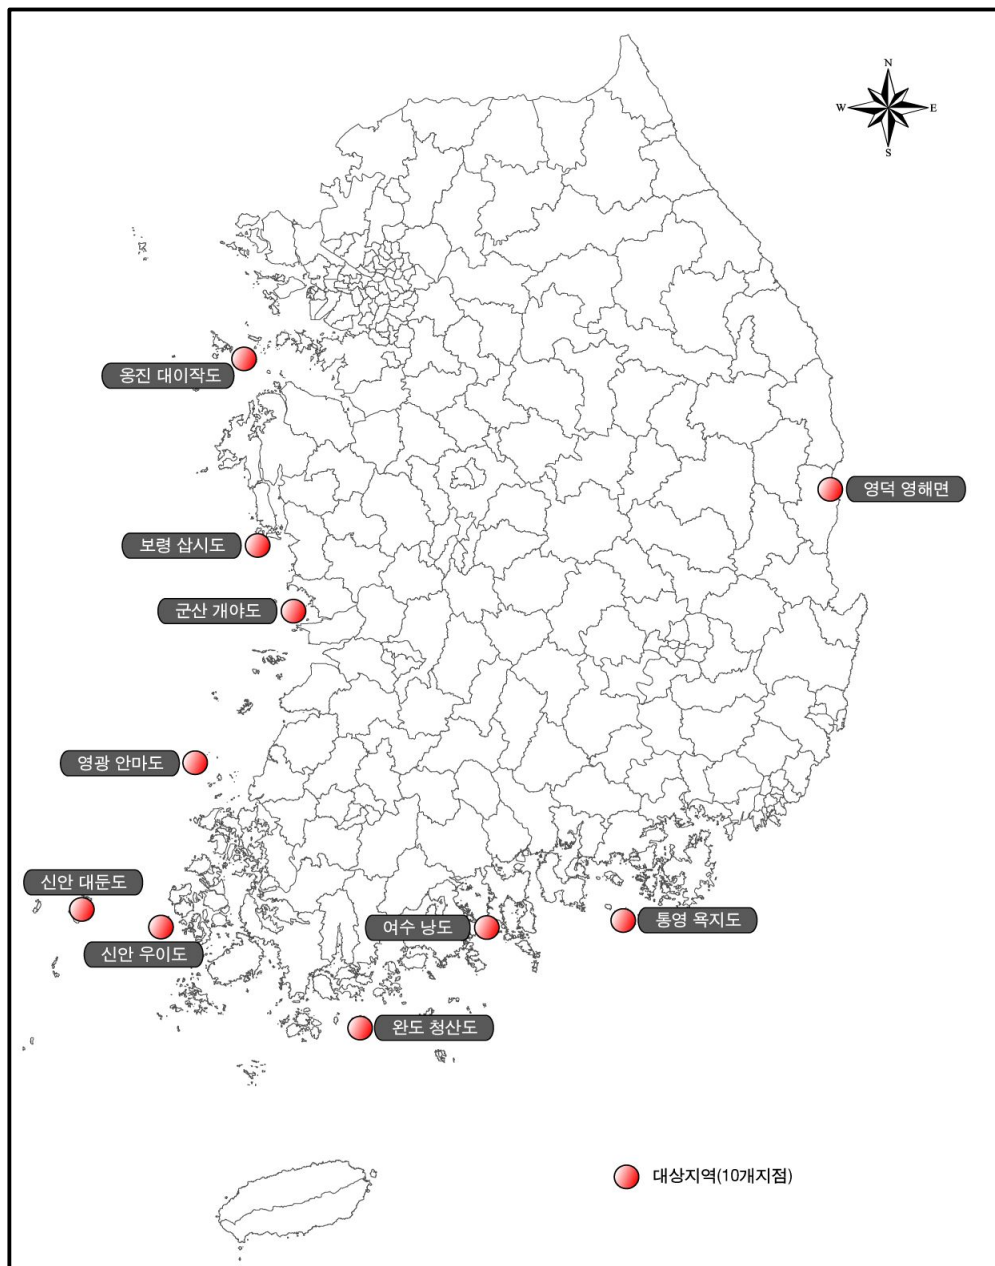 N
W E
S
옹진 대이작도
영덕 영해면
보령 삽시도
군산 개야도
영광 안마도
신안 대둔도
신안 우이도
여수 낭도
통영 욕지도
완도 청산도
대상지역(10개지점)